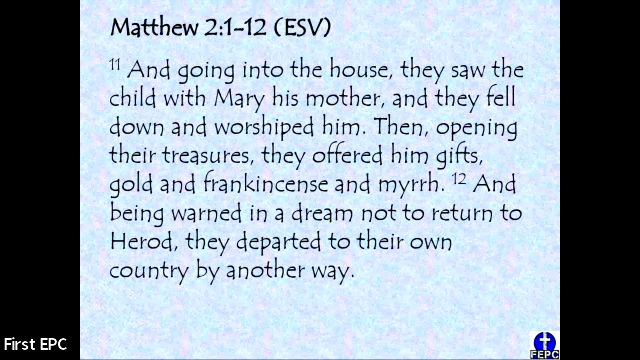 Matthew 2:1-12 (ESV)
11 And going into the house, they saw the
child with Mary his mother, and they fell
down and worshiped him. Then, opening
their treasures, they offered him gifts,
gold and frankincense and myrrh. 12 And
being warned in a dream not to return to
Herod, they departed to their own
country by another way.
First EPC
FEPC